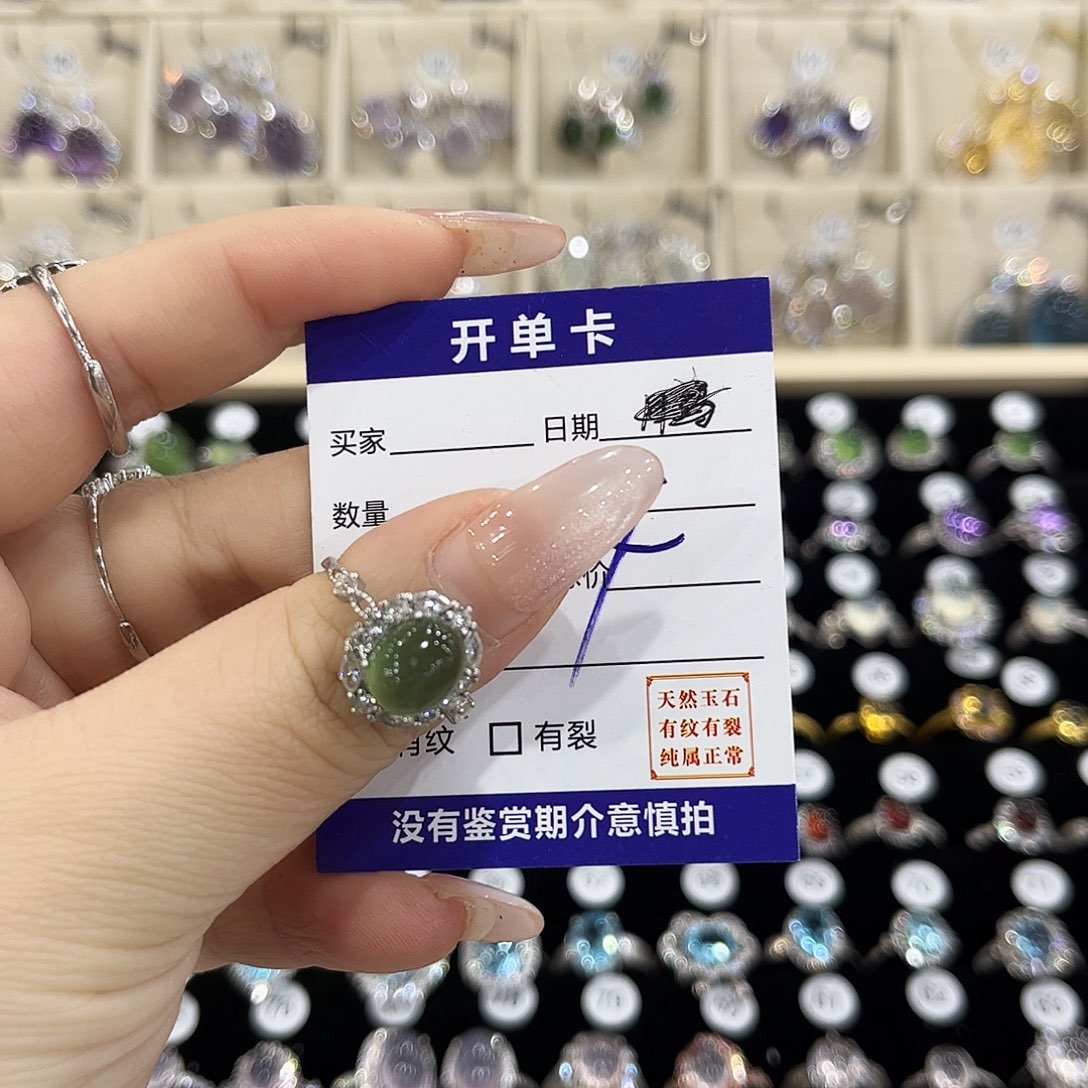 开单卡
买家 日期
数量
价
有纹 有裂
天然玉石
有纹有裂
纯属正常
没有鉴赏期介意慎拍